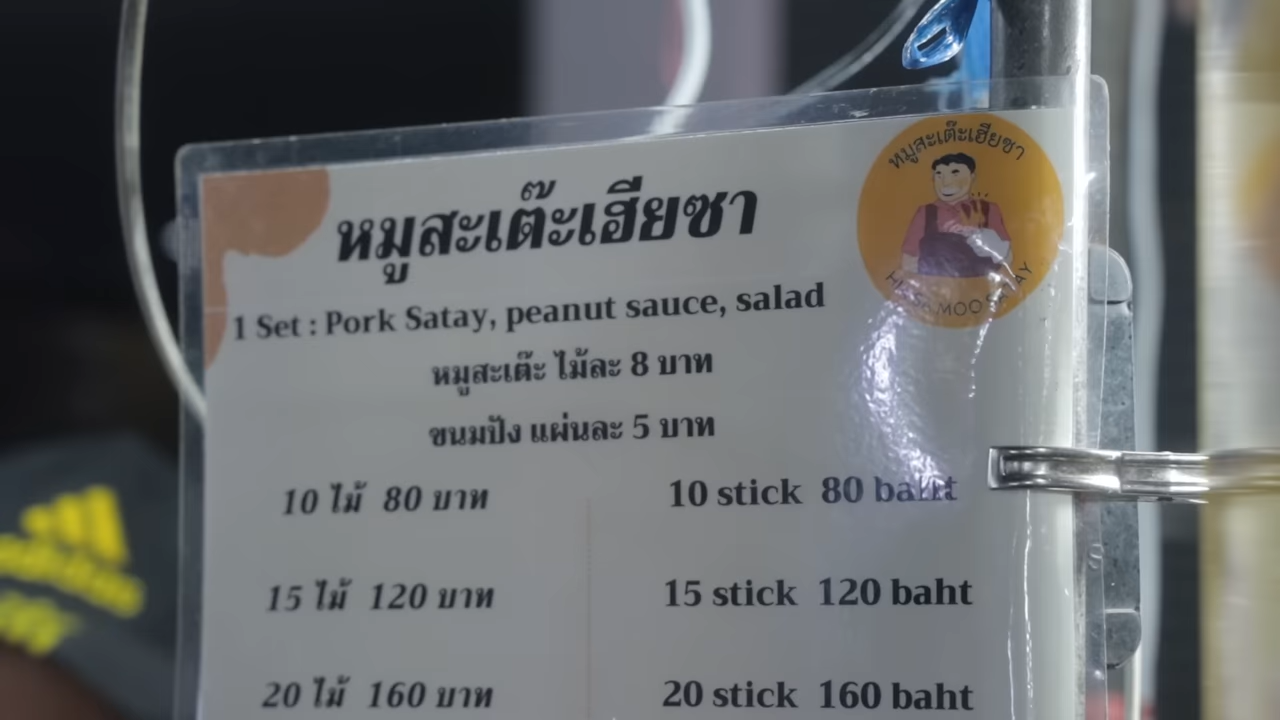 หมูสะเต๊ะเฮียซา
หมูสะเต๊ะเฮียซา
MOO SATAY
1 Set : Pork Satay, peanut sauce, salad
หมูสะเต๊ะ ไม้ละ 8 บาท
ขนมปัง แผ่นละ 5 บาท
10 ไม้ 80 บาท 10 stick 80 baht
15 ไม้ 120 บาท 15 stick 120 baht
20 ไม้ 160 บาท 20 stick 160 baht